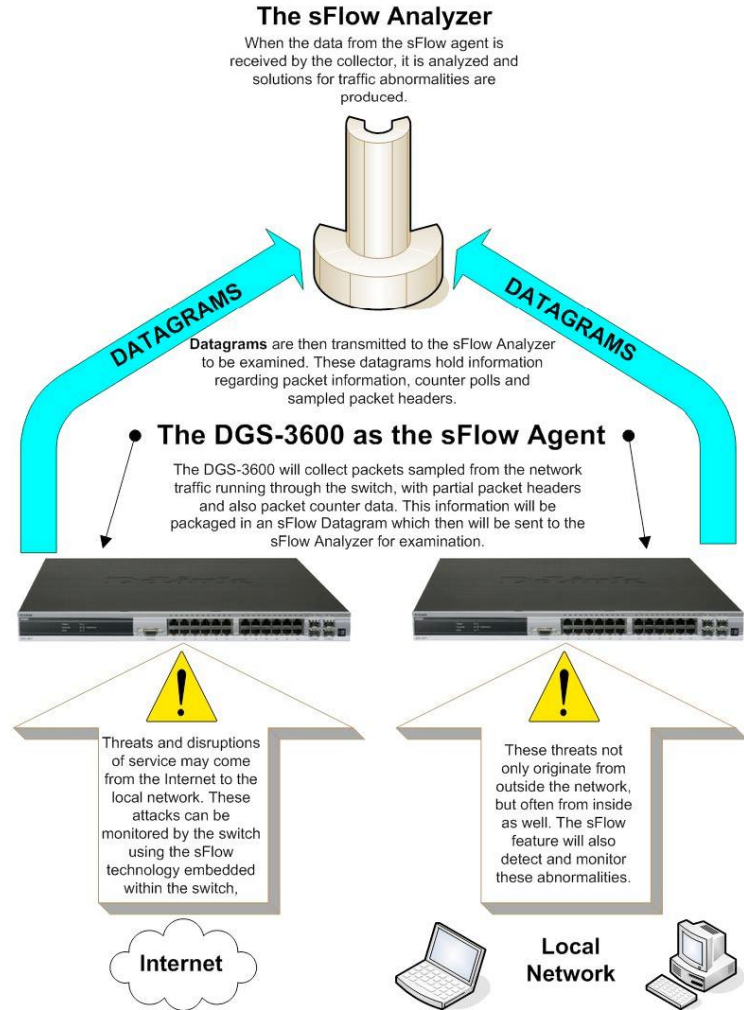 The sFlow Analyzer
When the data from the sFlow agent is
received by the collector, it is analyzed and
solutions for traffic abnormalities are
produced.
DATAGRAMS
DATAGRAMS
Datagrams are then transmitted to the sFlow Analyzer
to be examined. These datagrams hold information
regarding packet information, counter polls and
sampled packet headers.
The DGS-3600 as the sFlow Agent
The DGS-3600 will collect packets sampled from the network
traffic running through the switch, with partial packet headers
and also packet counter data. This information will be
packaged in an sFlow Datagram which then will be sent to the
sFlow Analyzer for examination.
D-Link
D-Link
!
Threats and disruptions
of service may come
from the Internet to the
local network. These
attacks can be
monitored by the switch
using the sFlow
technology embedded
within the switch,
!
These threats not
only originate from
outside the network,
but often from inside
as well. The sFlow
feature will also
detect and monitor
these abnormalities.
Internet
Local
Network